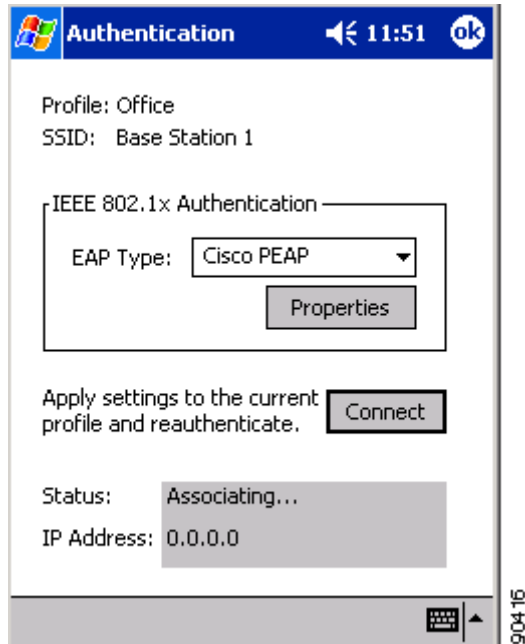 Authentication 11:51 ok
Profile: Office
SSID: Base Station 1
IEEE 802.1x Authentication
EAP Type: Cisco PEAP
Properties
Apply settings to the current
profile and reauthenticate.
Connect
Status: Associating...
IP Address: 0.0.0.0
90416